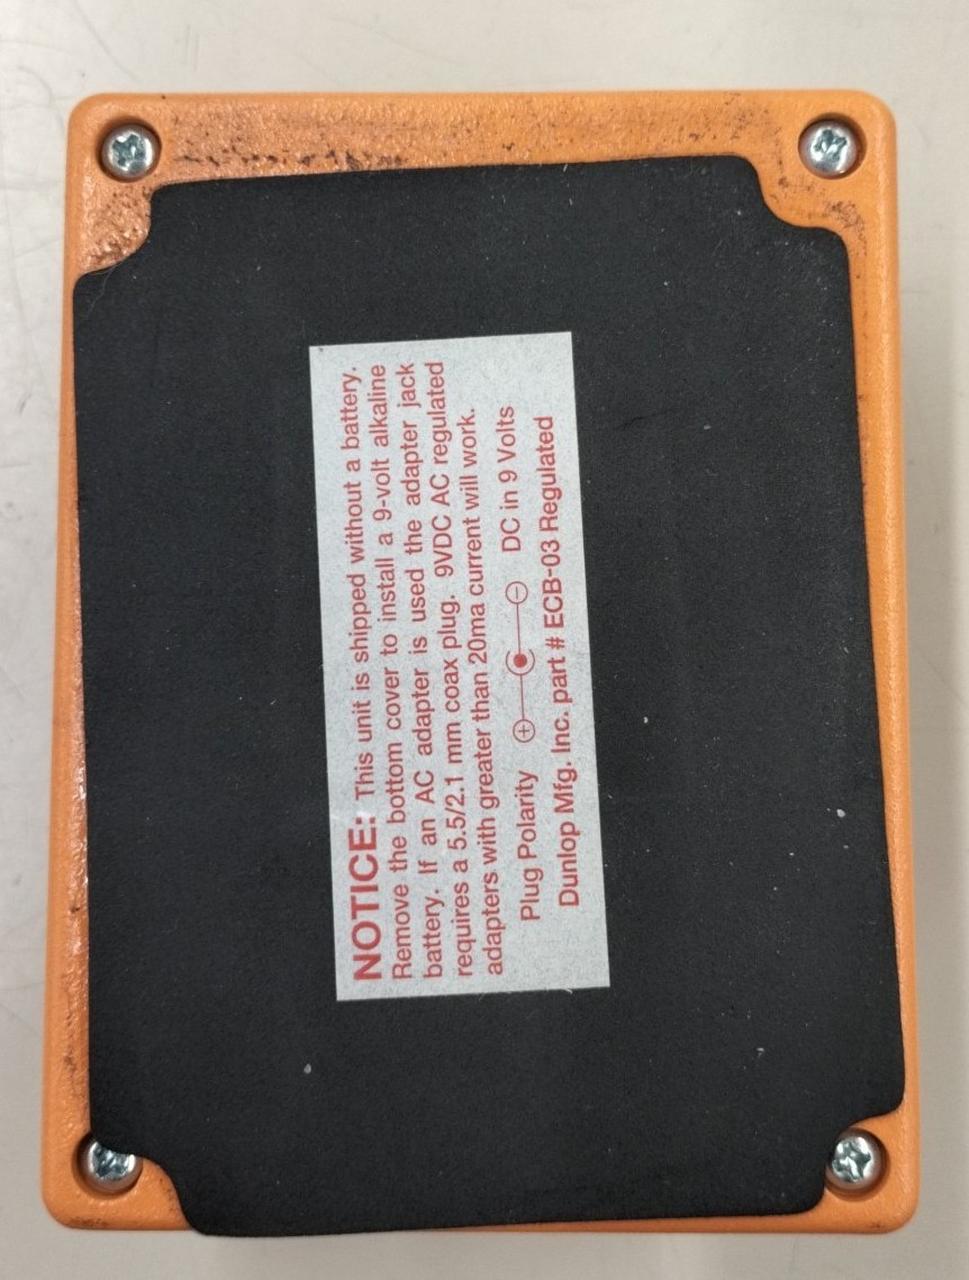 NOTICE: This unit is shipped without a battery.
Remove the bottom cover to install a 9-volt alkaline
battery. If an AC adapter is used the adapter jack
requires a 5.5/2.1 mm coax plug. 9VDC AC regulated
adapters with greater than 20ma current will work.
Plug Polarity + − DC in 9 Volts
Dunlop Mfg. Inc. part # ECB-03 Regulated